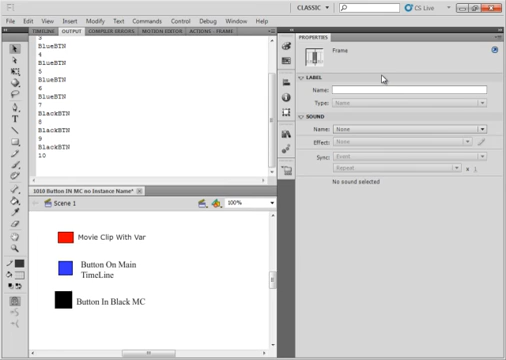 Fl
CLASSIC
CS Live
File Edit View Insert Modify Text Commands Control Debug Window Help
TIMELINE OUTPUT COMPILER ERRORS MOTION EDITOR ACTIONS - FRAME
3
BlueBTN
4
BlueBTN
5
BlueBTN
6
BlueBTN
7
BlackBTN
8
BlackBTN
9
BlackBTN
10
1010 Button IN MC no Instance Name*
Scene 1
100%
Movie Clip With Var
Button On Main
TimeLine
Button In Black MC
PROPERTIES
Frame
LABEL
Name:
Type: Name
SOUND
Name: None
Effect: None
Sync: Event
Repeat x 1
No sound selected